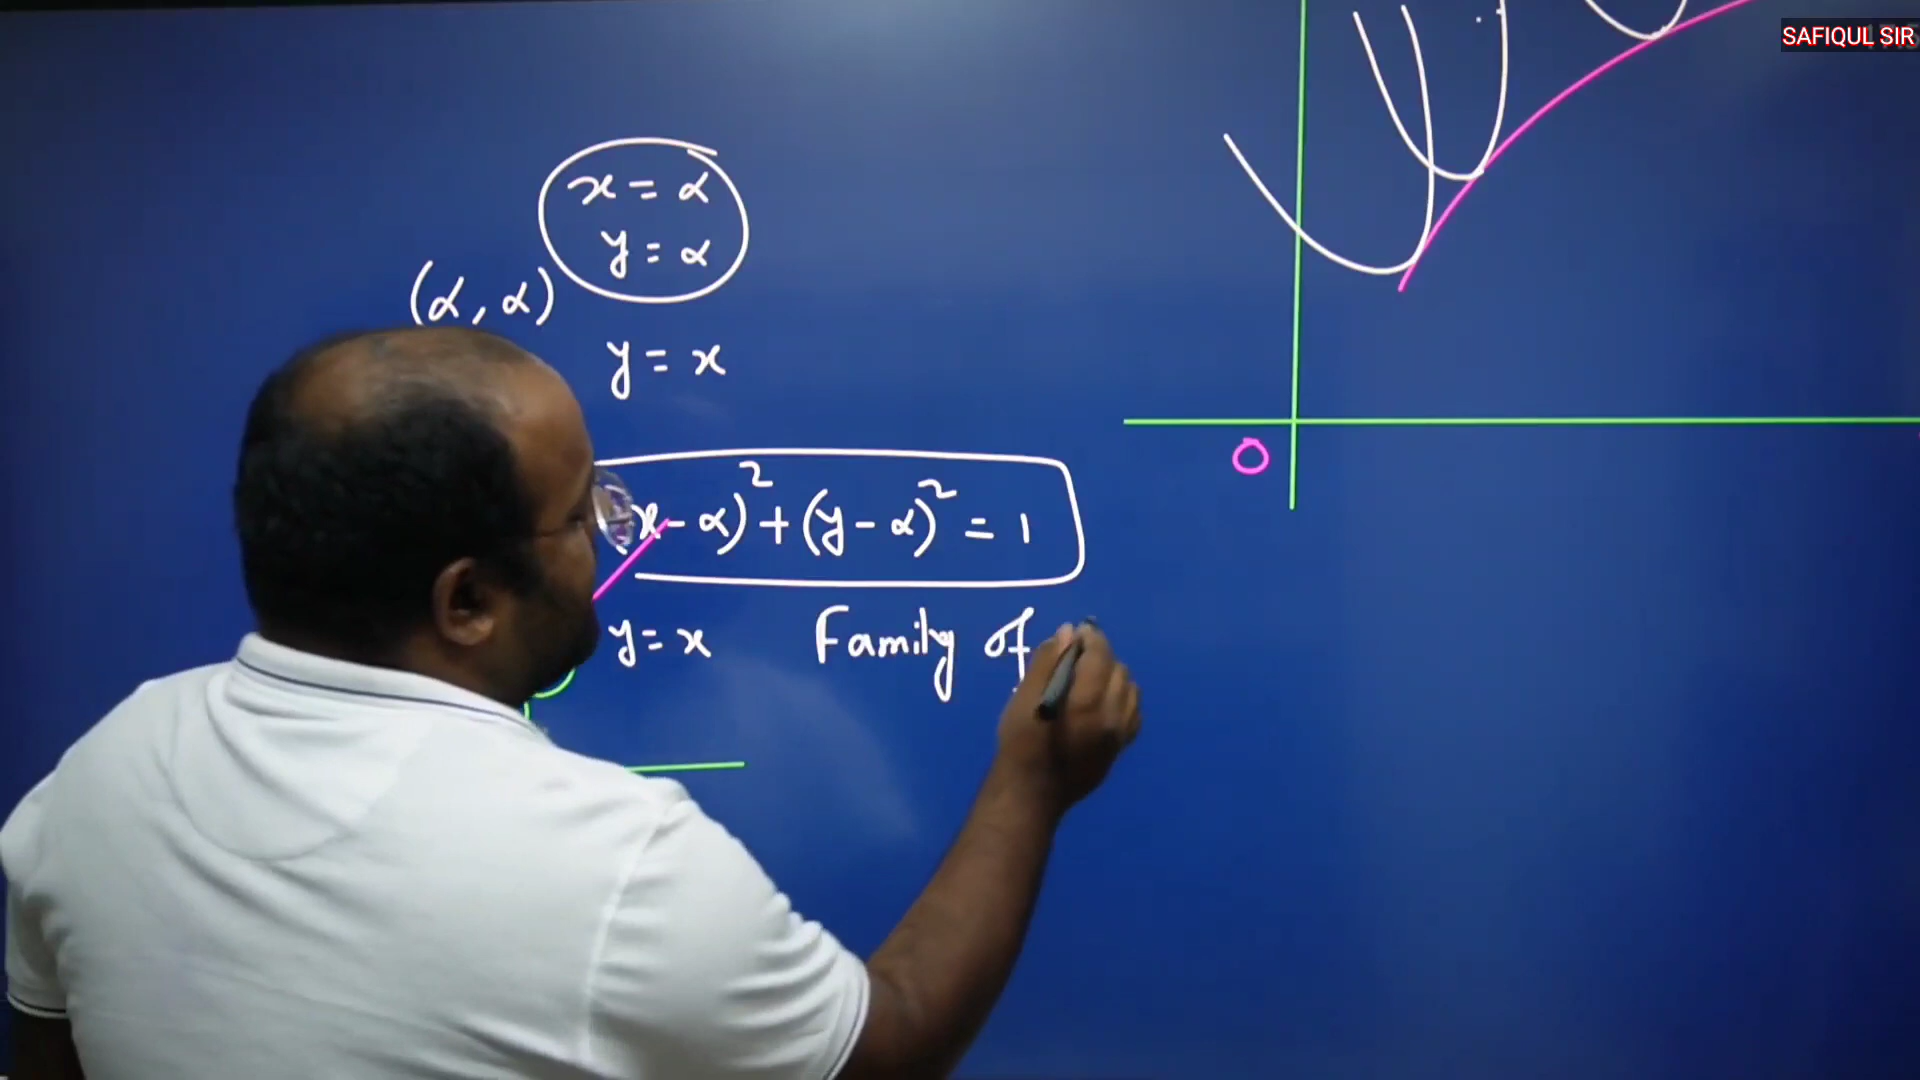 SAFIQUL SIR
x = α
y = α
(α, α)
y = x
x - α)² + (y - α)² = 1
y = x Family of
O